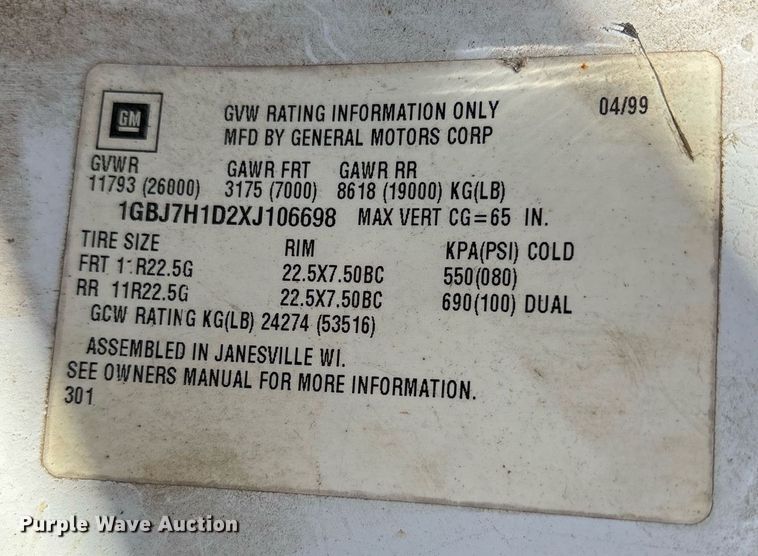 GM
GVW RATING INFORMATION ONLY 04/99
MFD BY GENERAL MOTORS CORP
GVWR GAWR FRT GAWR RR
11793 (26000) 3175 (7000) 8618 (19000) KG(LB)
1GBJ7H1D2XJ106698 MAX VERT CG=65 IN.
TIRE SIZE RIM KPA(PSI) COLD
FRT 11R22.5G 22.5X7.50BC 550(080)
RR 11R22.5G 22.5X7.50BC 690(100) DUAL
GCW RATING KG(LB) 24274 (53516)
ASSEMBLED IN JANESVILLE WI.
SEE OWNERS MANUAL FOR MORE INFORMATION.
301
Purple Wave Auction